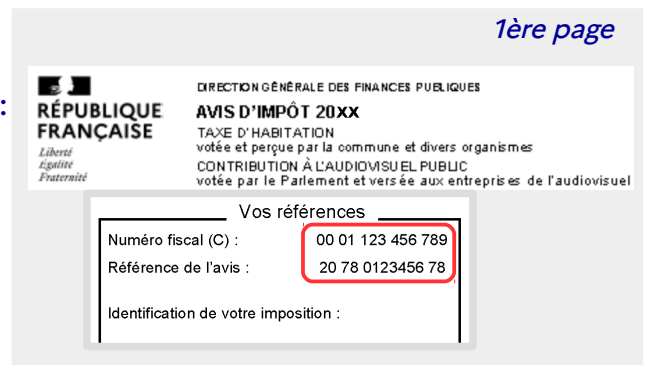 1ère page
:
RÉPUBLIQUE
FRANÇAISE
Liberté
Égalité
Fraternité
DIRECTION GÉNÉRALE DES FINANCES PUBLIQUES
AVIS D'IMPÔT 20XX
TAXE D'HABITATION
votée et perçue par la commune et divers organismes
CONTRIBUTION À L'AUDIOVISUEL PUBLIC
votée par le Parlement et versée aux entreprises de l'audiovisuel
Vos références
Numéro fiscal (C) : 00 01 123 456 789
Référence de l'avis : 20 78 0123456 78
Identification de votre imposition :